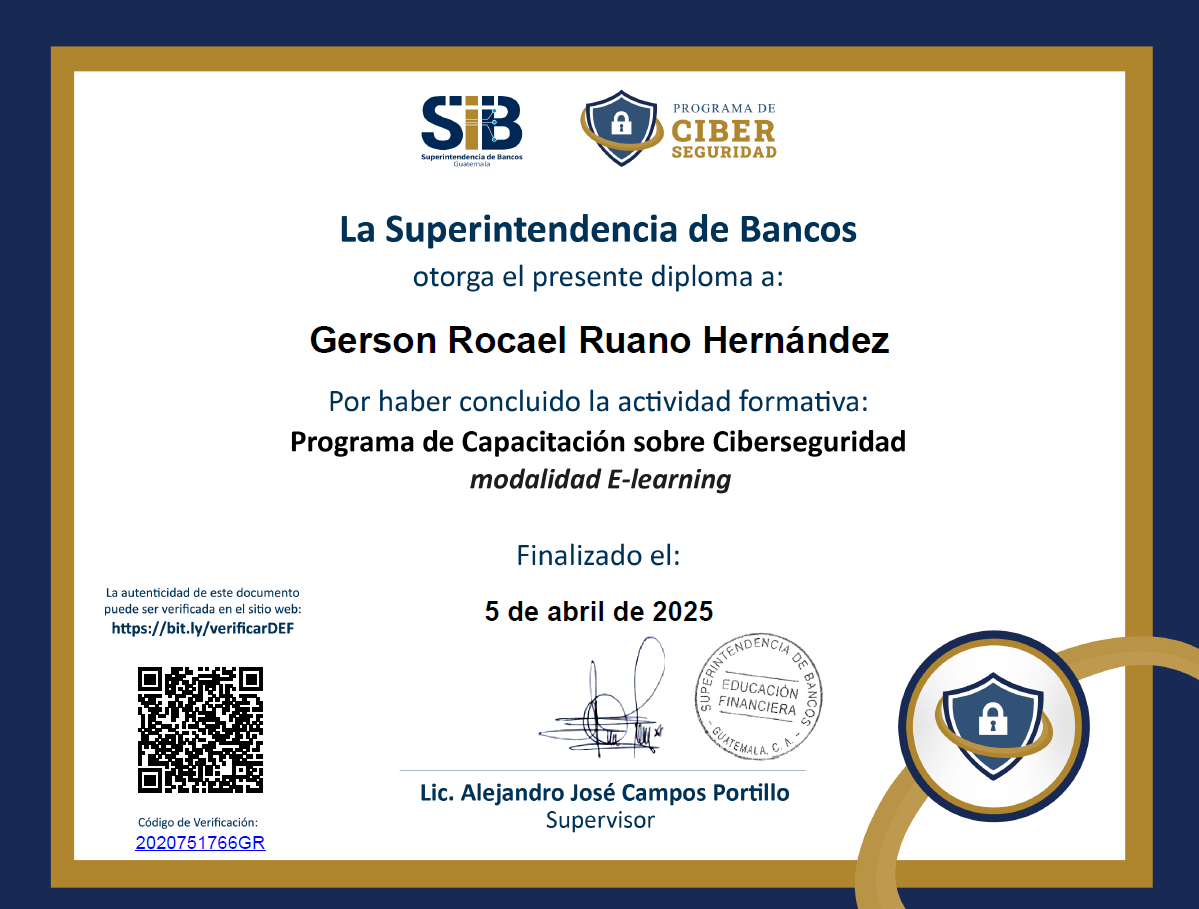 SiB
Superintendencia de Bancos
Guatemala
PROGRAMA DE
CIBER
SEGURIDAD
La Superintendencia de Bancos
otorga el presente diploma a:
Gerson Rocael Ruano Hernández
Por haber concluido la actividad formativa:
Programa de Capacitación sobre Ciberseguridad
modalidad E-learning
Finalizado el:
5 de abril de 2025
La autenticidad de este documento
puede ser verificada en el sitio web:
https://bit.ly/verificarDEF
SUPERINTENDENCIA DE BANCOS
EDUCACIÓN
FINANCIERA
- GUATEMALA, C. A. -
Lic. Alejandro José Campos Portillo
Supervisor
Código de Verificación:
2020751766GR